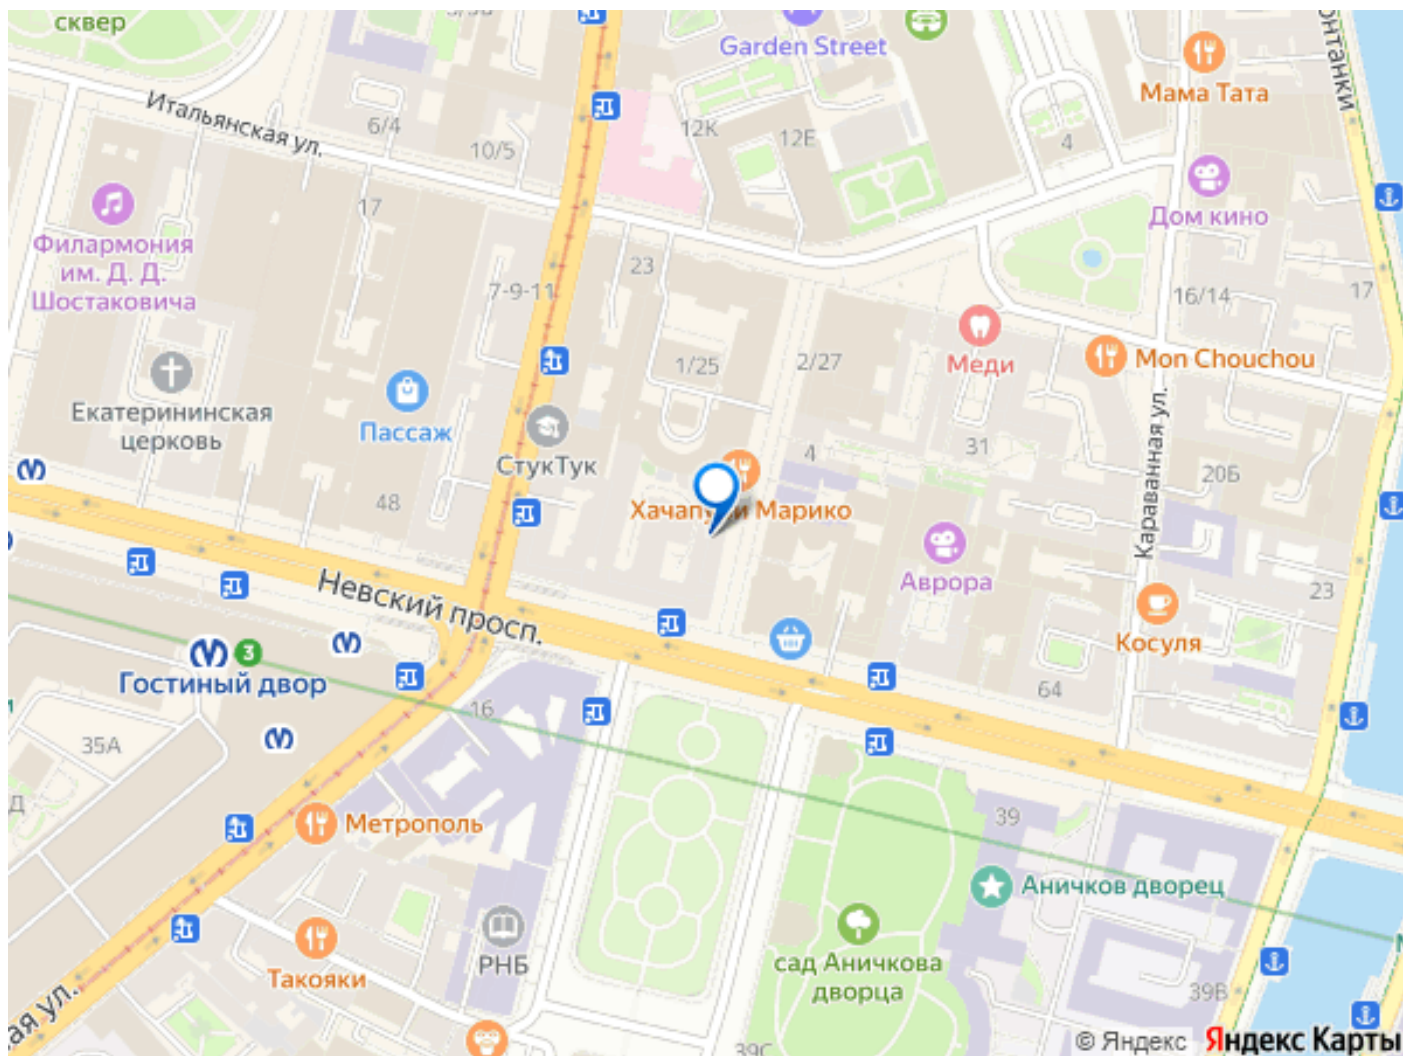 сквер
Garden Street
Мама Тата
Итальянская ул.
6/4
10/5
12К
12Е
4
Дом кино
17
Филармония
им. Д. Д.
Шостаковича
7-9-11
23
16/14
17
1/25
2/27
Меди
Mon Chouchou
Екатерининская
церковь
Пассаж
СтукТук
4
31
Караванная ул.
20Б
48
Марико
Аврора
Невский просп.
23
Косуля
3
Гостиный двор
64
16
35А
Д
Метрополь
39
Аничков дворец
РНБ
Такояки
сад Аничкова
дворца
39В
ая ул.
39С
© Яндекс Яндекс Карты